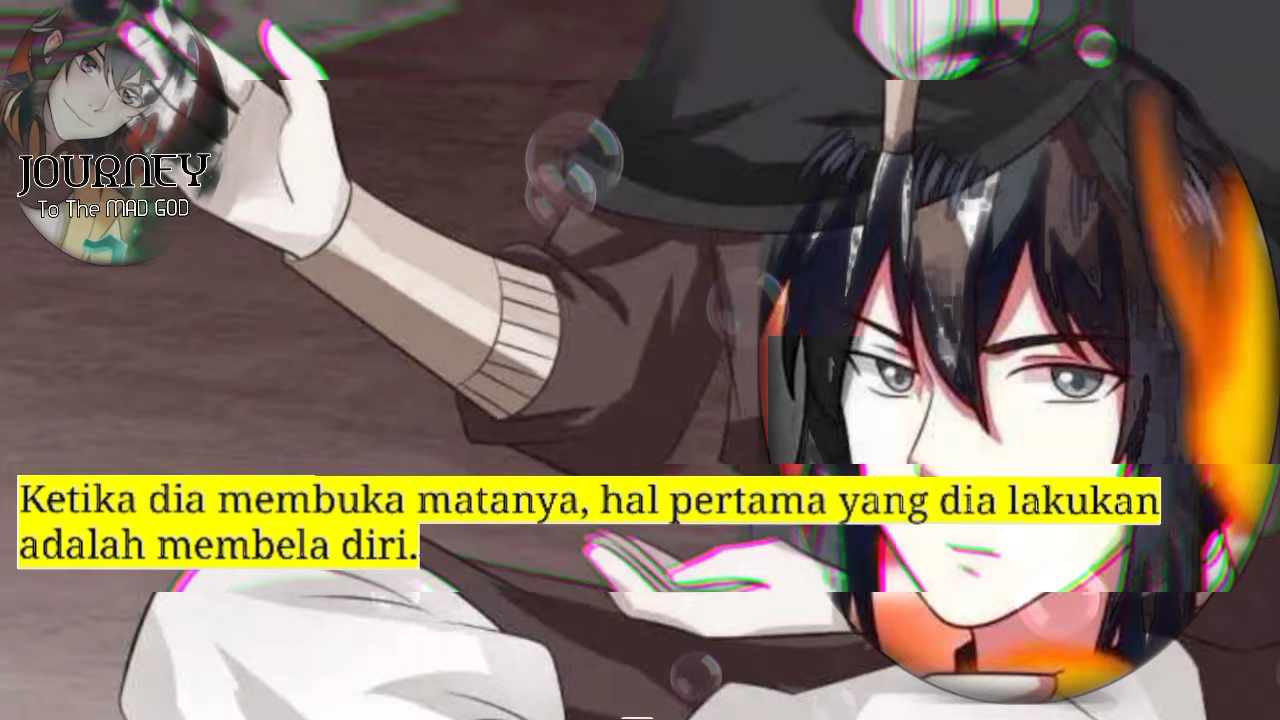 JOURNEY
To The MAD GOD
Ketika dia membuka matanya, hal pertama yang dia lakukan
adalah membela diri.